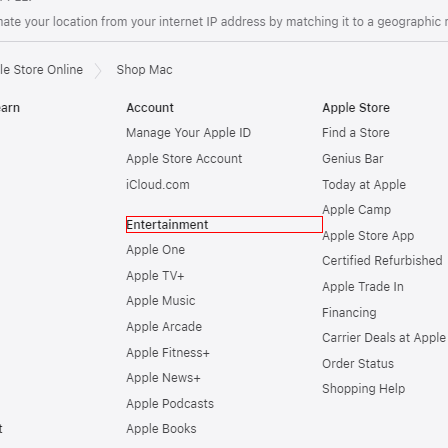 your location from your internet IP address by matching it to a geographic
Store Online
Shop Mac
Account
Manage Your Apple ID
Apple Store Account
iCloud.com
Entertainment
Apple One
Apple TV+
Apple Music
Apple Arcade
Apple Fitness+
Apple News+
Apple Podcasts
Apple Books
Apple Store
Find a Store
Genius Bar
Today at Apple
Apple Camp
Apple Store App
Certified Refurbished
Apple Trade In
Financing
Carrier Deals at Apple
Order Status
Shopping Help